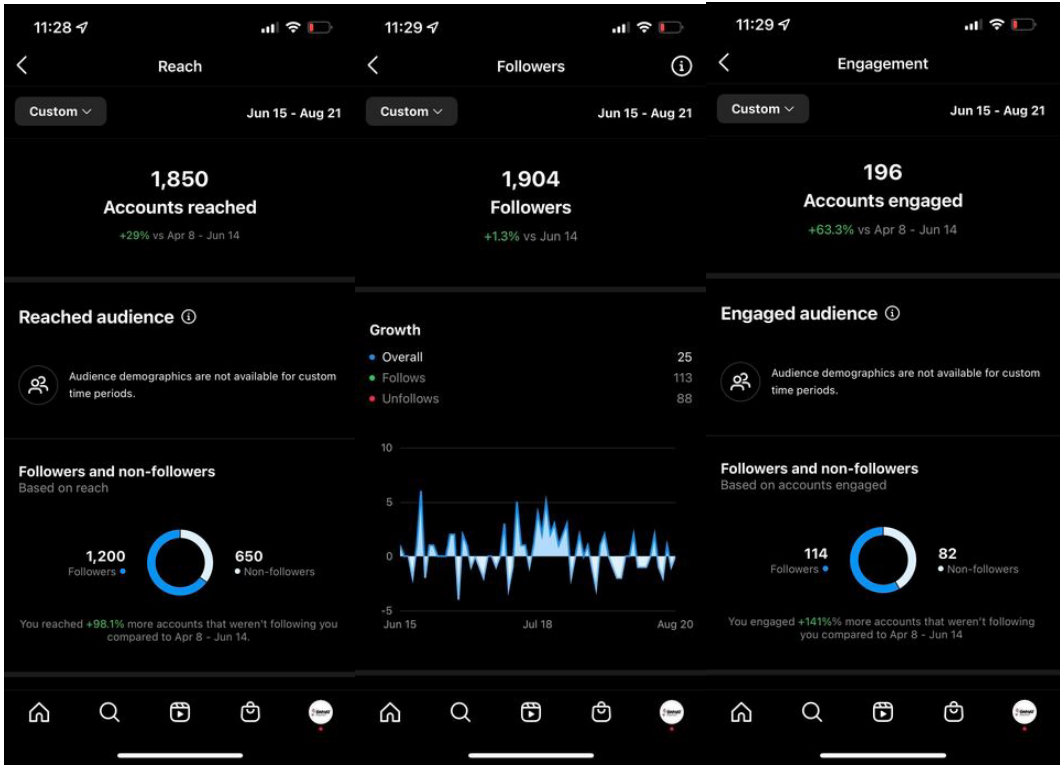 11:28
Reach
Custom
Jun 15 - Aug 21
1,850
Accounts reached
+29% vs Apr 8 - Jun 14
Reached audience
Audience demographics are not available for custom
time periods.
Followers and non-followers
Based on reach
1,200
Followers
650
Non-followers
You reached +98.1% more accounts that weren't following you
compared to Apr 8 - Jun 14.
11:29
Followers
Custom
Jun 15 - Aug 21
1,904
Followers
+1.3% vs Jun 14
Growth
Overall 25
Follows 113
Unfollows 88
10
5
0
-5
Jun 15 Jul 18 Aug 20
11:29
Engagement
Custom
Jun 15 - Aug 21
196
Accounts engaged
+63.3% vs Apr 8 - Jun 14
Engaged audience
Audience demographics are not available for custom
time periods.
Followers and non-followers
Based on accounts engaged
114
Followers
82
Non-followers
You engaged +141%% more accounts that weren't following
you compared to Apr 8 - Jun 14